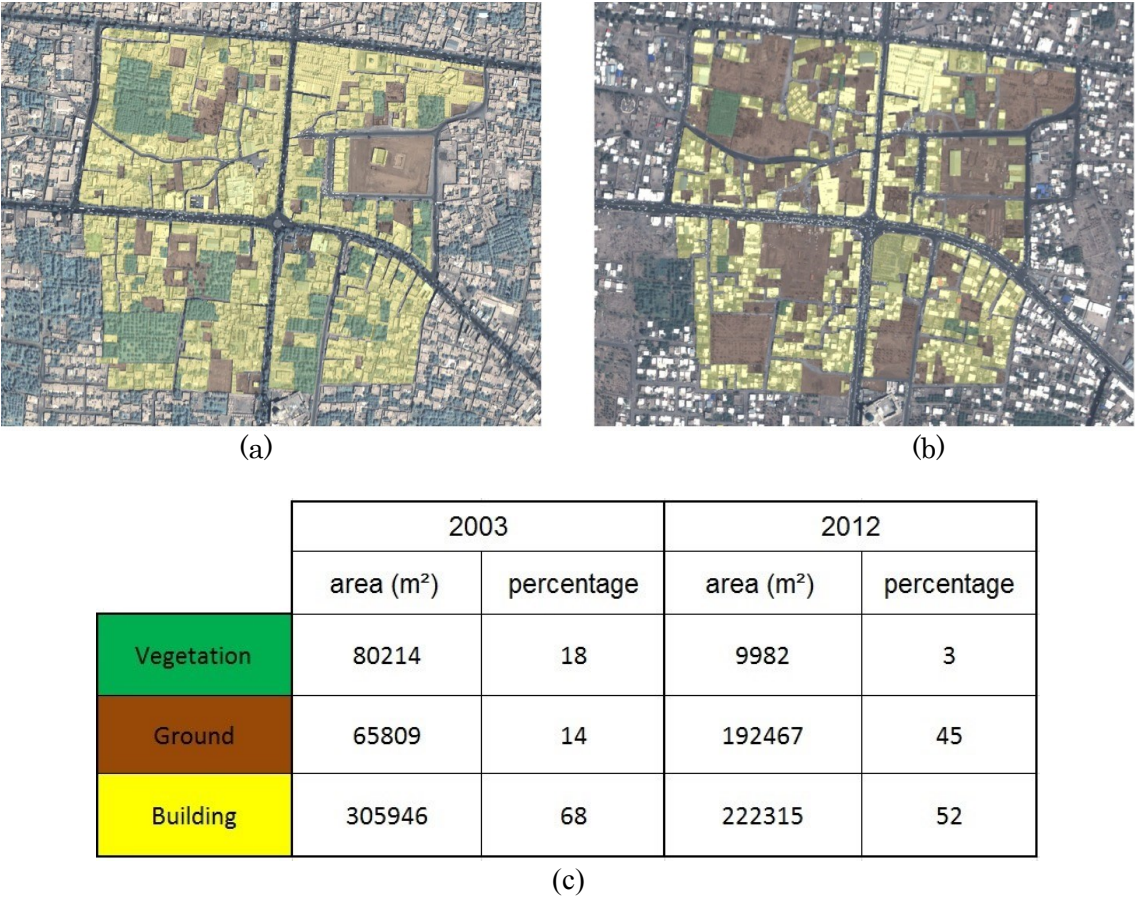 (a)
(b)
2003 2012
area (m²) percentage area (m²) percentage
Vegetation 80214 18 9982 3
Ground 65809 14 192467 45
Building 305946 68 222315 52
(c)